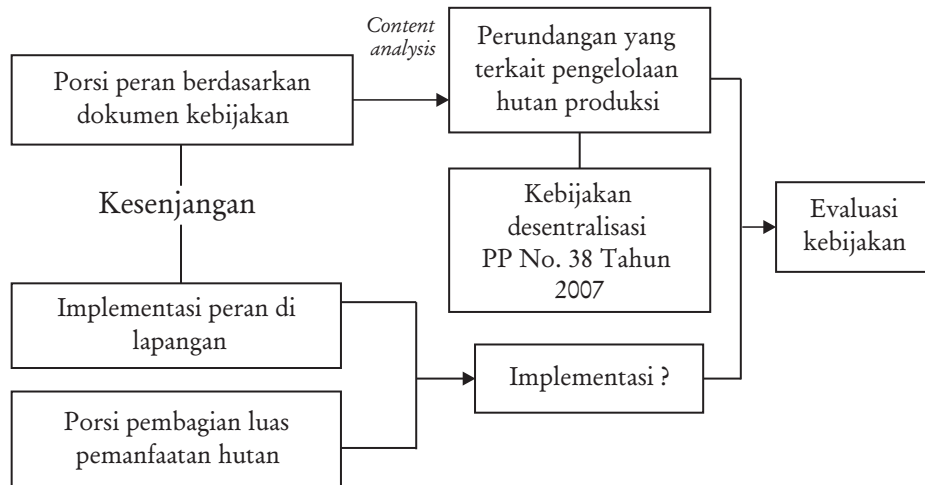 Porsi peran berdasarkan
dokumen kebijakan
Content
analysis
Perundangan yang
terkait pengelolaan
hutan produksi
Kesenjangan
Kebijakan
desentralisasi
PP No. 38 Tahun
2007
Evaluasi
kebijakan
Implementasi peran di
lapangan
Implementasi ?
Porsi pembagian luas
pemanfaatan hutan